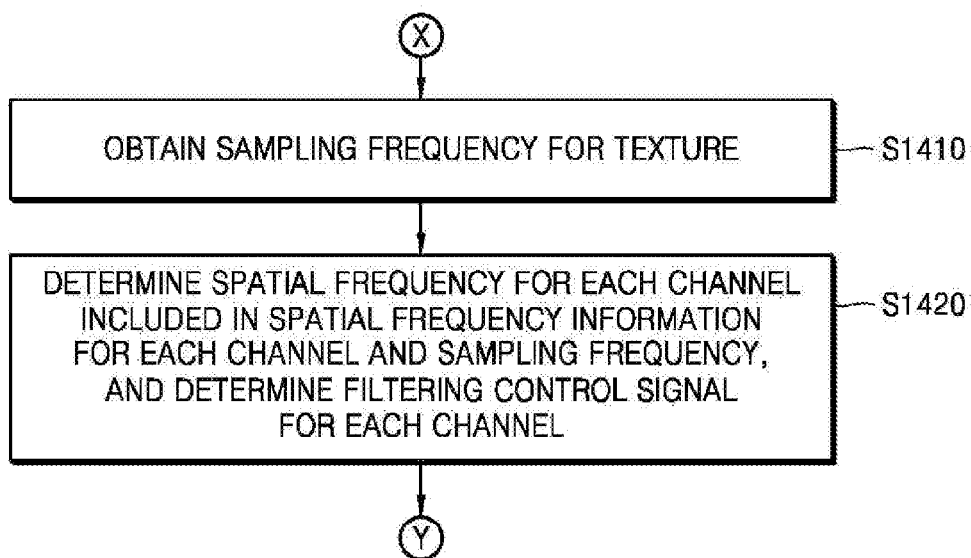 X
OBTAIN SAMPLING FREQUENCY FOR TEXTURE
S1410
DETERMINE SPATIAL FREQUENCY FOR EACH CHANNEL
INCLUDED IN SPATIAL FREQUENCY INFORMATION
FOR EACH CHANNEL AND SAMPLING FREQUENCY,
AND DETERMINE FILTERING CONTROL SIGNAL
FOR EACH CHANNEL
S1420
Y